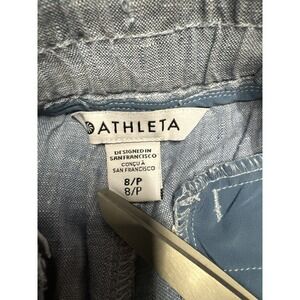 ATHLETA
DESIGNED IN
SAN FRANCISCO
CONÇU À
SAN FRANCISCO
8/P
8/P